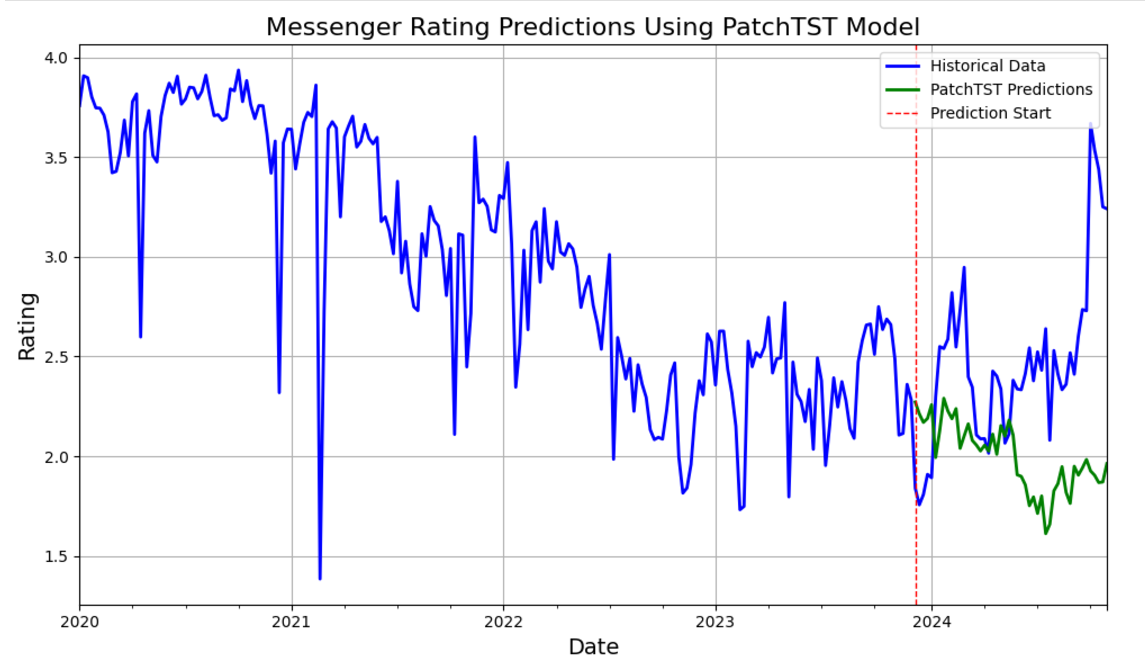 Messenger Rating Predictions Using PatchTST Model
Historical Data
PatchTST Predictions
Prediction Start
Rating
4.0
3.5
3.0
2.5
2.0
1.5
2020
2021
2022
2023
2024
Date